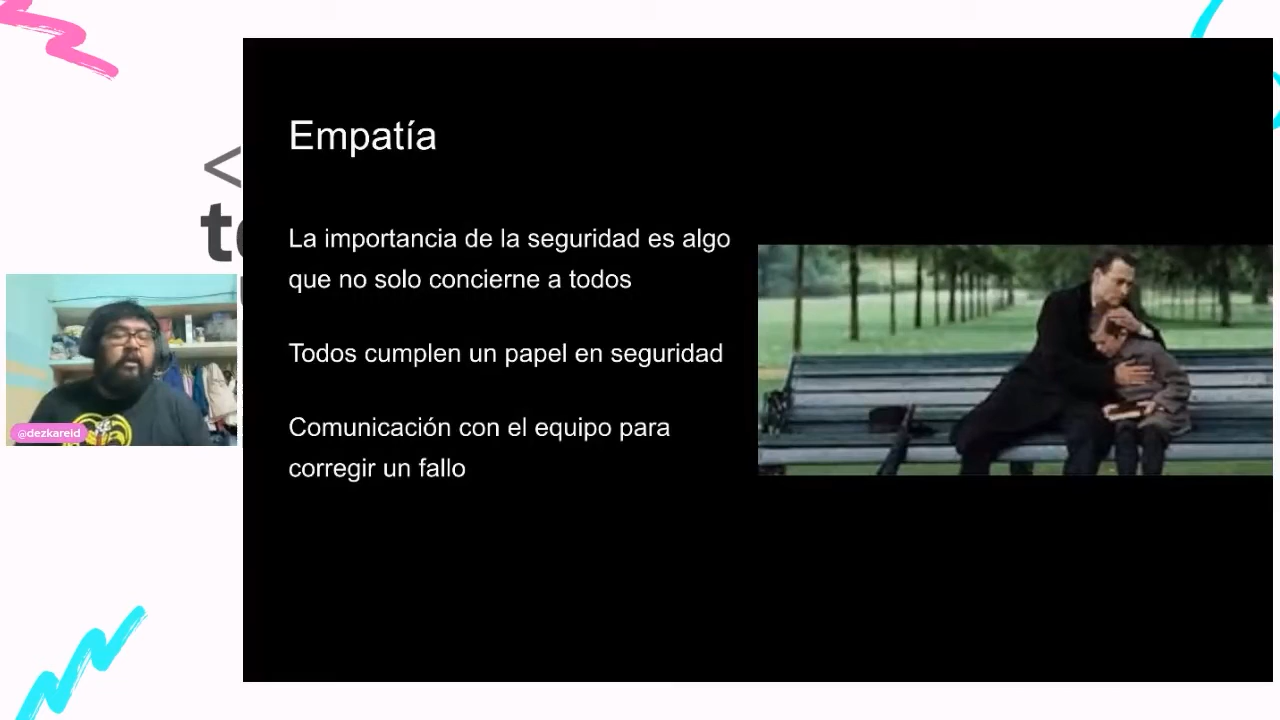 Empatía
La importancia de la seguridad es algo
que no solo concierne a todos
Todos cumplen un papel en seguridad
Comunicación con el equipo para
corregir un fallo
<
@dezkareid